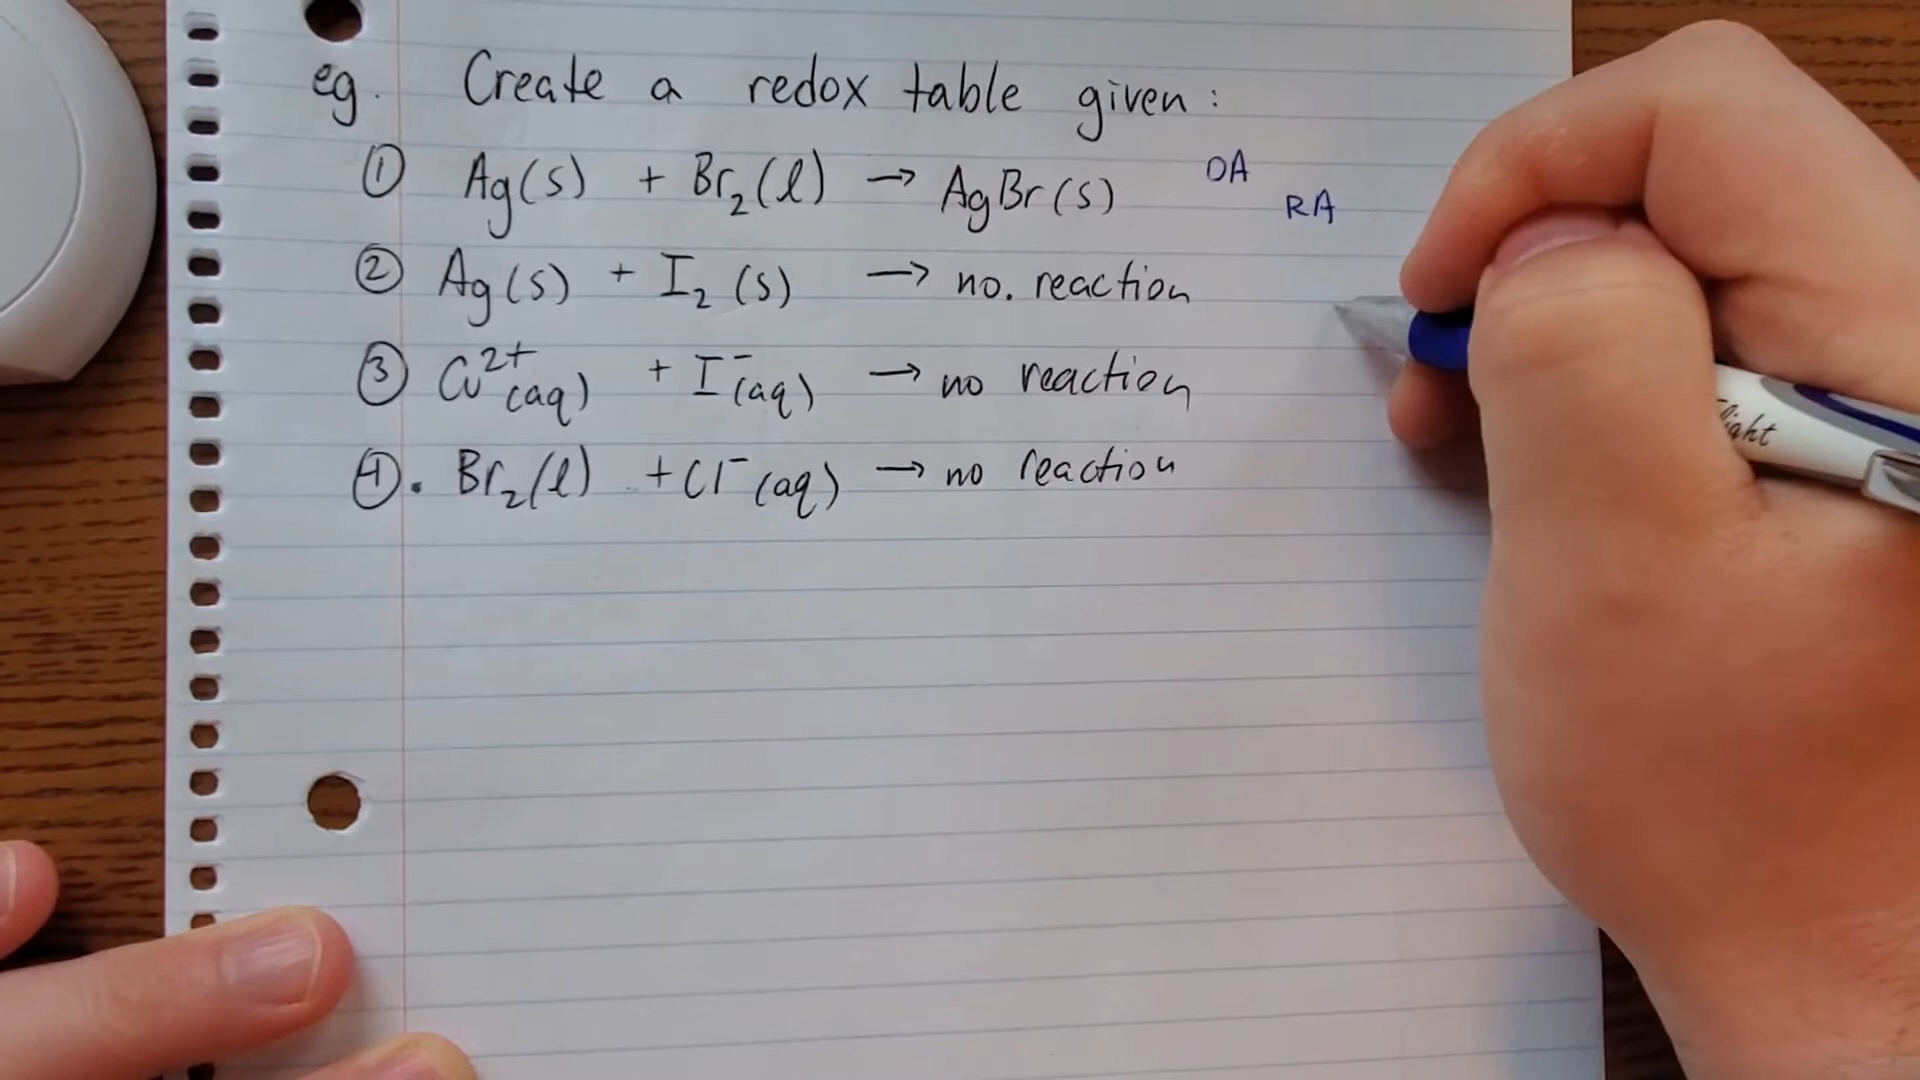 eg. Create a redox table given:
① Ag(s) + Br₂(l) → AgBr(s) OA RA
② Ag(s) + I₂(s) → no. reaction
③ Cu²⁺(aq) + I⁻(aq) → no reaction
④. Br₂(l) + Cl⁻(aq) → no reaction